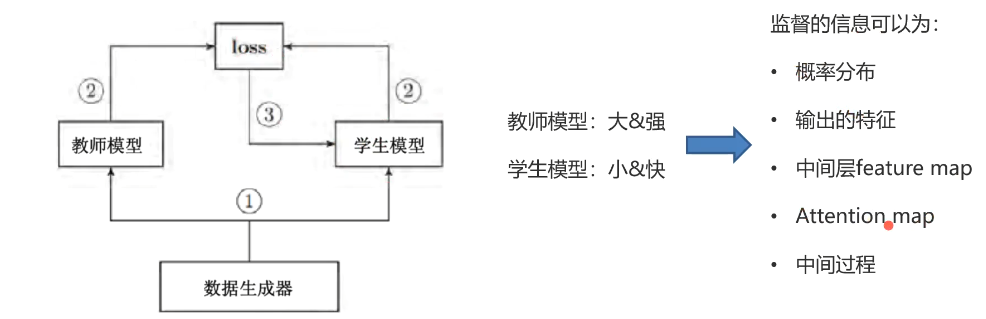 loss
②
②
③
教师模型
学生模型
①
数据生成器
教师模型：大&强
学生模型：小&快
监督的信息可以为：
• 概率分布
• 输出的特征
• 中间层feature map
• Attention map
• 中间过程